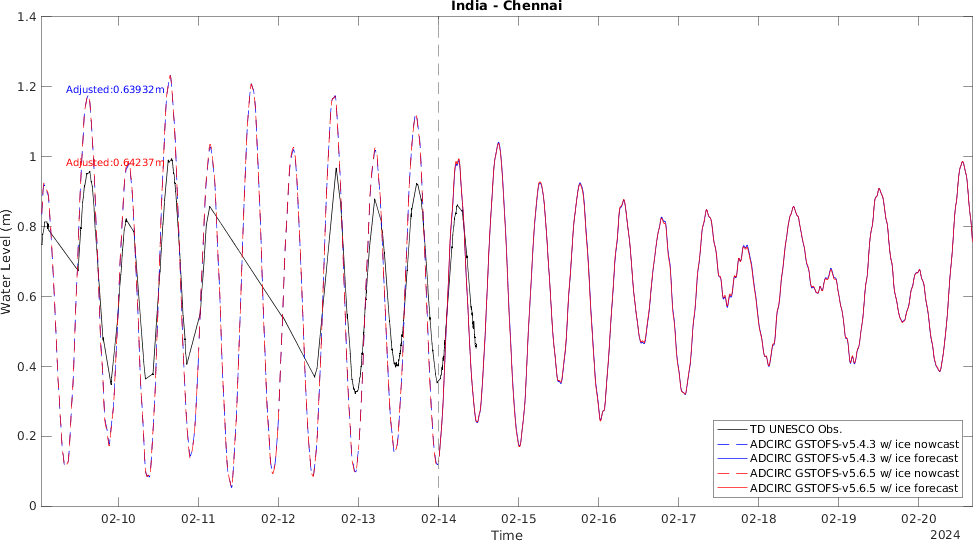 India - Chennai
1.4
1.2
1
0.8
0.6
0.4
0.2
0
Water Level (m)
Adjusted:0.63932m
Adjusted:0.64237m
TD UNESCO Obs.
ADCIRC GSTOFS-v5.4.3 w/ ice nowcast
ADCIRC GSTOFS-v5.4.3 w/ ice forecast
ADCIRC GSTOFS-v5.6.5 w/ ice nowcast
ADCIRC GSTOFS-v5.6.5 w/ ice forecast
02-10 02-11 02-12 02-13 02-14 02-15 02-16 02-17 02-18 02-19 02-20
Time
2024